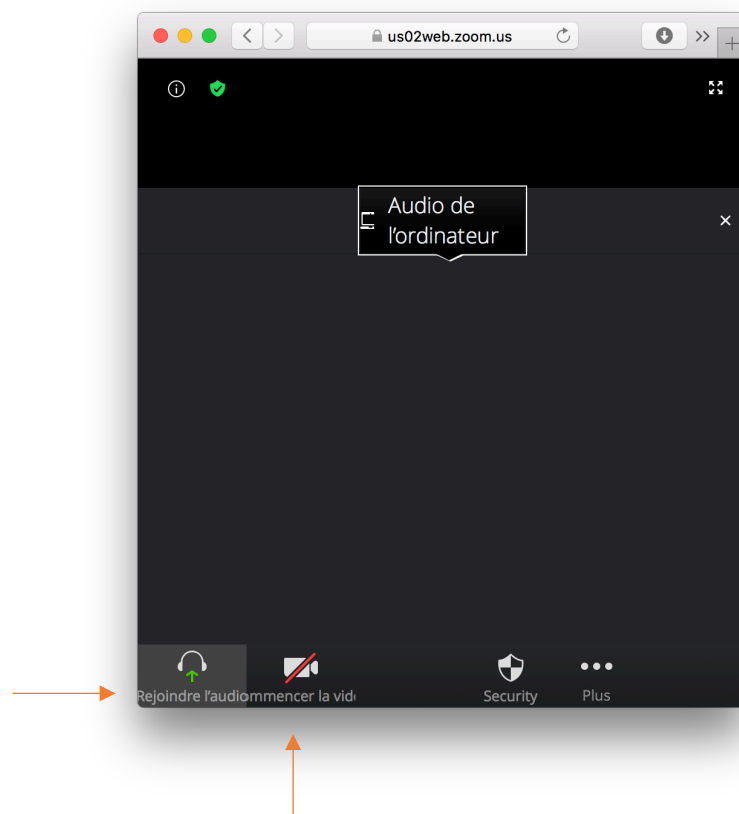 us02web.zoom.us
Audio de
l'ordinateur
Rejoindre l'audio
mmencer la vid
Security
Plus